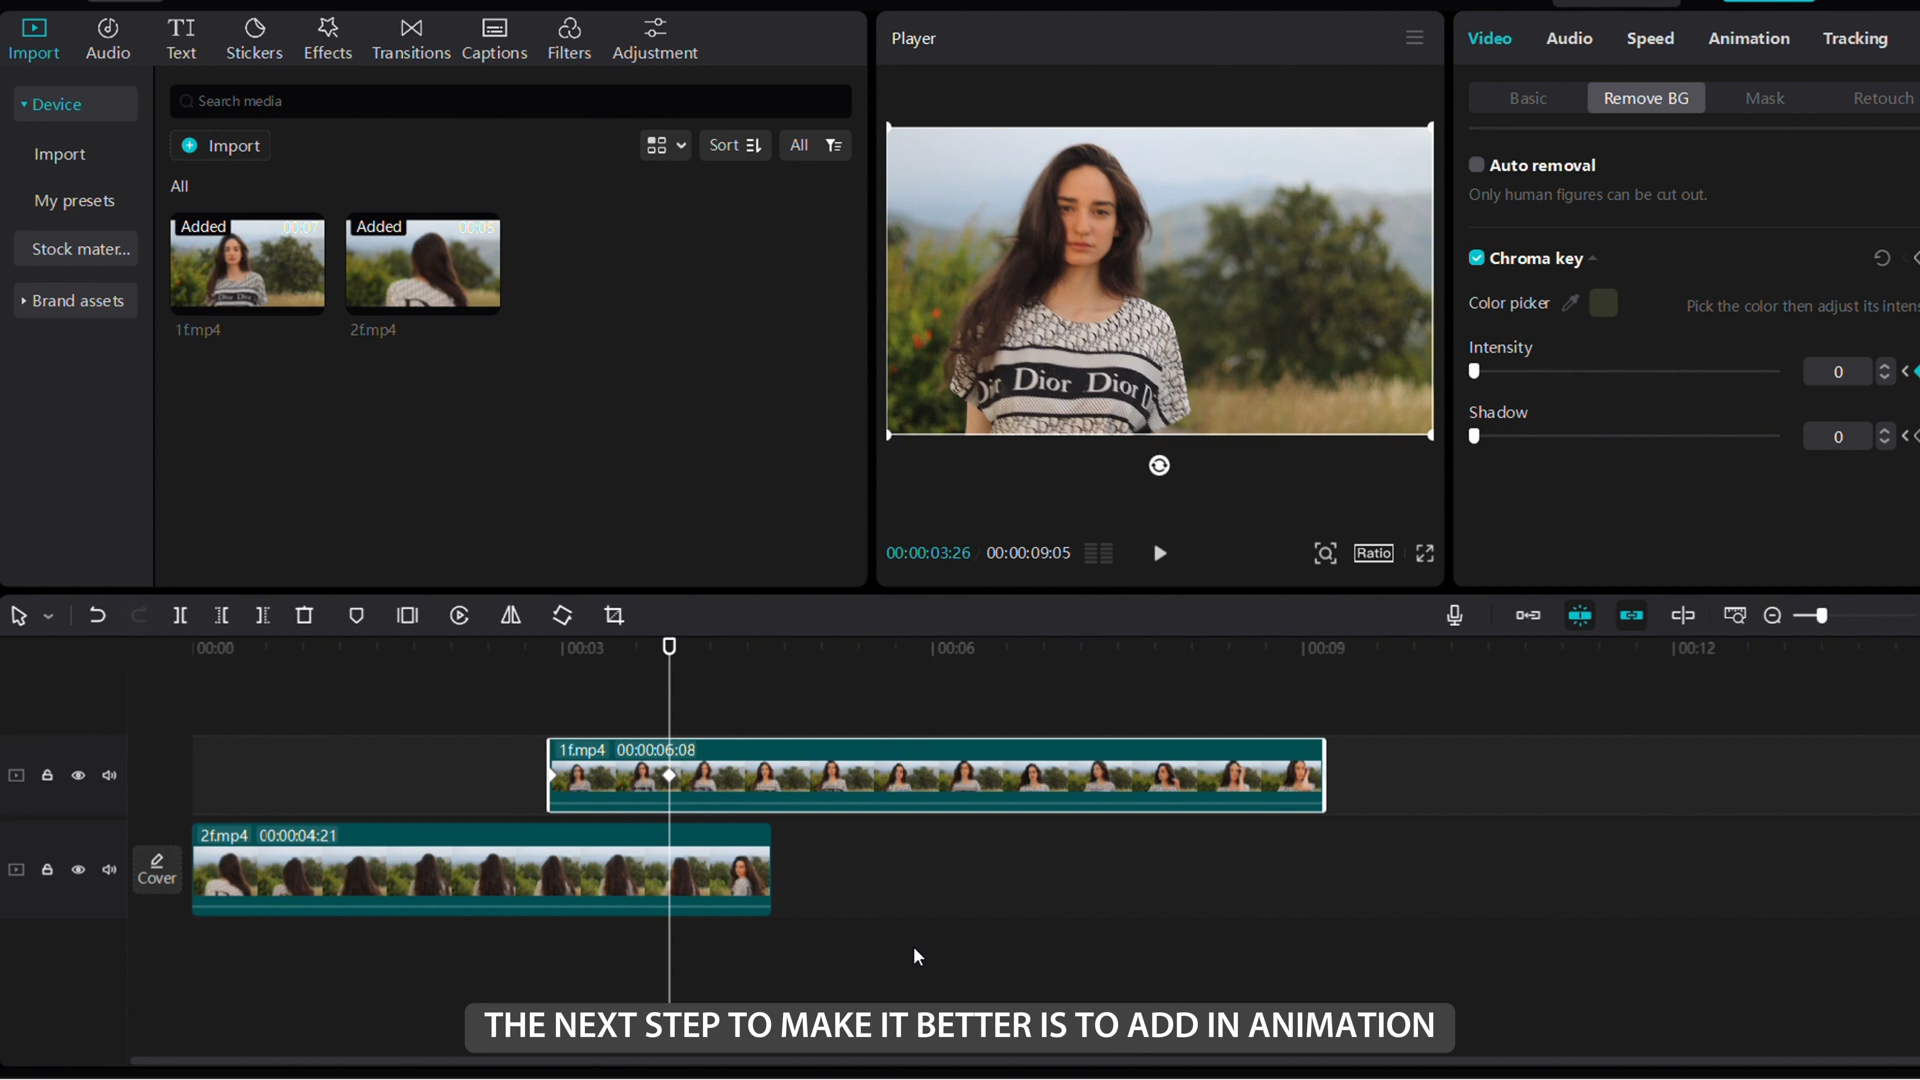 Import
Audio
Text
Stickers
Effects
Transitions
Captions
Filters
Adjustment
Device
Import
My presets
Stock mater...
Brand assets
Search media
Import
Sort
All
All
Added 00:07
Added 00:05
1f.mp4
2f.mp4
Player
Dior Dior D
00:00:03:26 00:00:09:05
Ratio
Video
Audio
Speed
Animation
Tracking
Basic
Remove BG
Mask
Retouch
Auto removal
Only human figures can be cut out.
Chroma key
Color picker
Pick the color then adjust its intens
Intensity
0
Shadow
0
00:00
00:03
00:06
00:09
00:12
1f.mp4 00:00:06:08
2f.mp4 00:00:04:21
Cover
THE NEXT STEP TO MAKE IT BETTER IS TO ADD IN ANIMATION